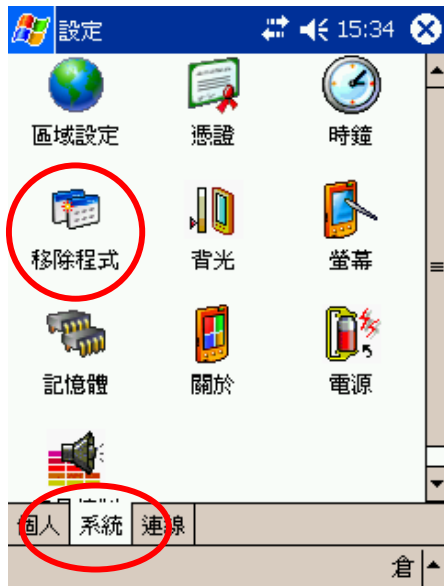 設定 15:34
區域設定 憑證 時鐘
移除程式 背光 螢幕
記憶體 關於 電源
個人 系統 連線
倉